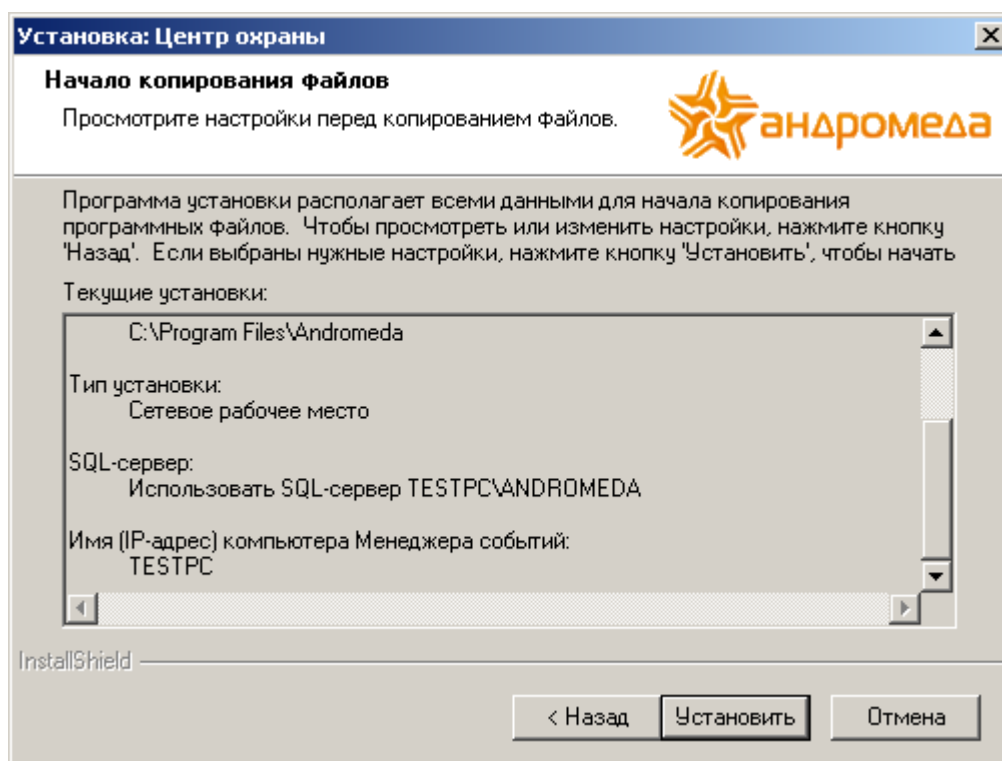 Установка: Центр охраны
Начало копирования файлов
Просмотрите настройки перед копированием файлов.
андромеда
Программа установки располагает всеми данными для начала копирования
программных файлов. Чтобы просмотреть или изменить настройки, нажмите кнопку
'Назад'. Если выбраны нужные настройки, нажмите кнопку 'Установить', чтобы начать
Текущие установки:
C:\Program Files\Andromeda
Тип установки:
Сетевое рабочее место
SQL-сервер:
Использовать SQL-сервер TESTPC\ANDROMEDA
Имя (IP-адрес) компьютера Менеджера событий:
TESTPC
InstallShield
< Назад
Установить
Отмена